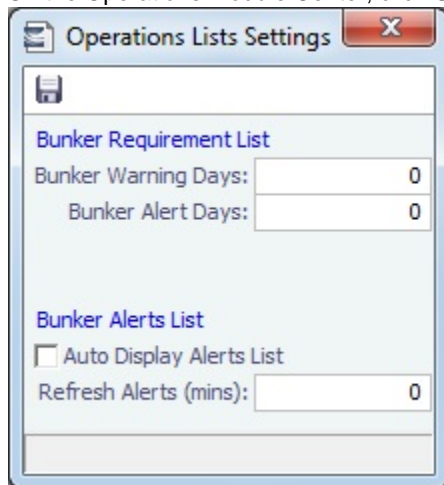 Operations Lists Settings
Bunker Requirement List
Bunker Warning Days: 0
Bunker Alert Days: 0
Bunker Alerts List
Auto Display Alerts List
Refresh Alerts (mins): 0